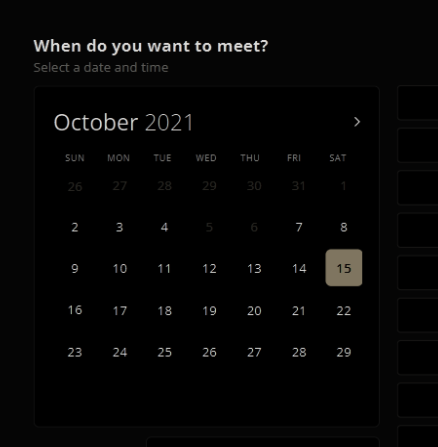 When do you want to meet?
Select a date and time
October 2021 >
SUN MON TUE WED THU FRI SAT
26 27 28 29 30 31 1
2 3 4 5 6 7 8
9 10 11 12 13 14 15
16 17 18 19 20 21 22
23 24 25 26 27 28 29